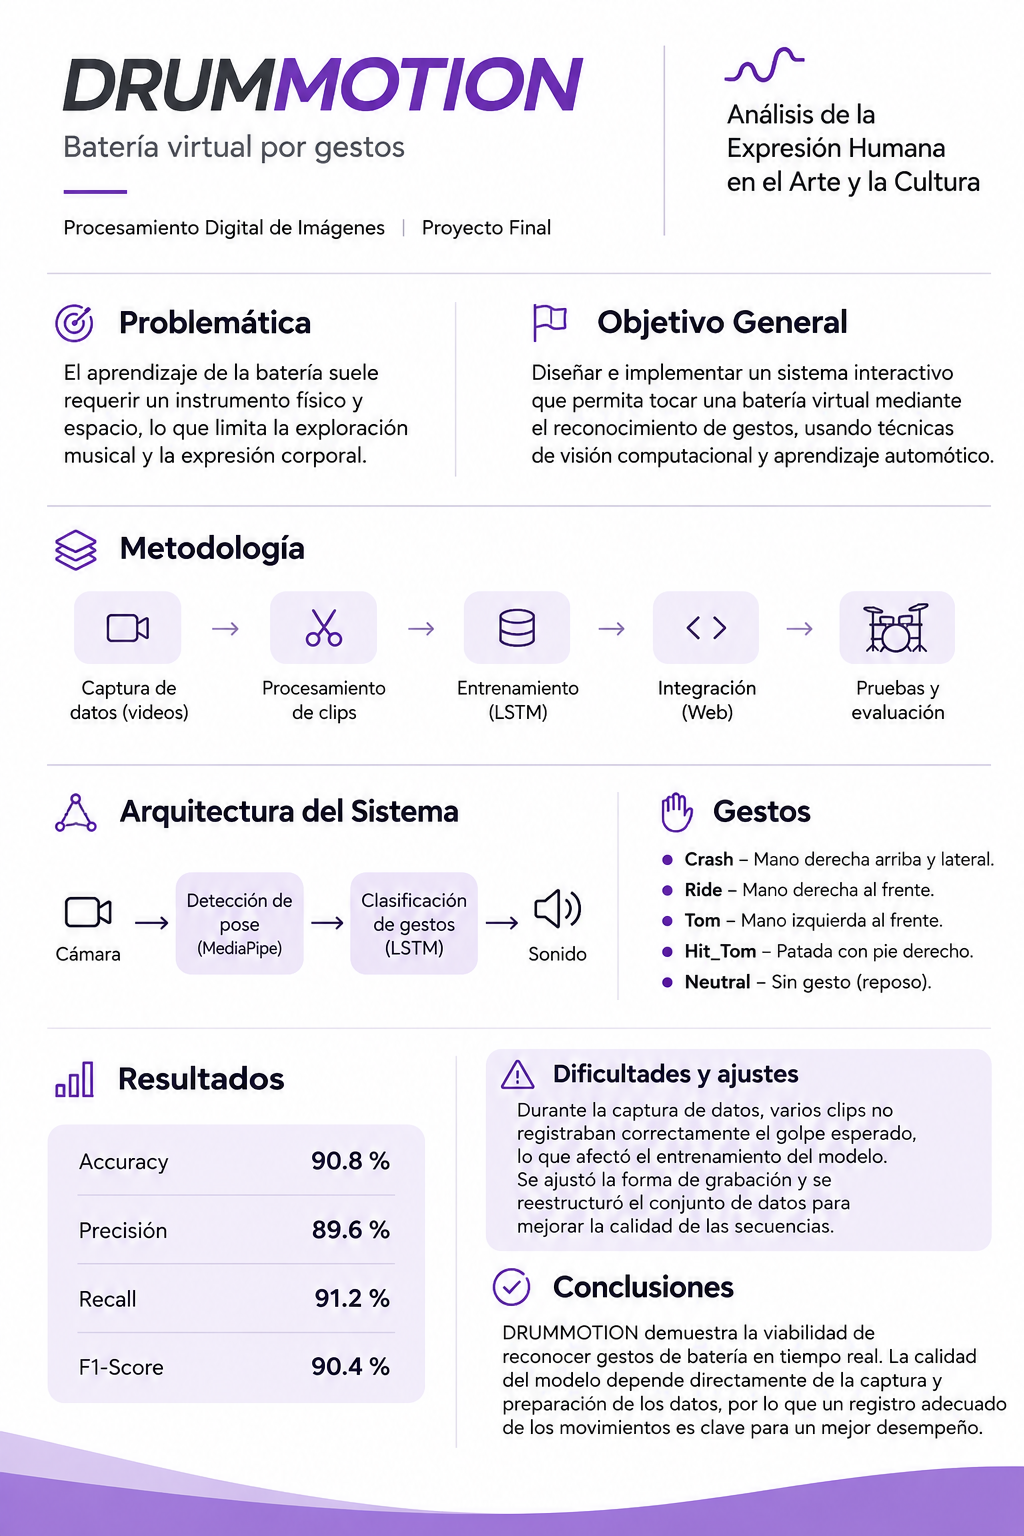 DRUMMOTION
Batería virtual por gestos
Procesamiento Digital de Imágenes | Proyecto Final
Análisis de la
Expresión Humana
en el Arte y la Cultura
Problemática
El aprendizaje de la batería suele
requerir un instrumento físico y
espacio, lo que limita la exploración
musical y la expresión corporal.
Objetivo General
Diseñar e implementar un sistema interactivo
que permita tocar una batería virtual mediante
el reconocimiento de gestos, usando técnicas
de visión computacional y aprendizaje automótico.
Metodología
Captura de
datos (videos)
Procesamiento
de clips
Entrenamiento
(LSTM)
Integración
(Web)
Pruebas y
evaluación
Arquitectura del Sistema
Cámara
Detección de
pose
(MediaPipe)
Clasificación
de gestos
(LSTM)
Sonido
Gestos
Crash – Mano derecha arriba y lateral.
Ride – Mano derecha al frente.
Tom – Mano izquierda al frente.
Hit_Tom – Patada con pie derecho.
Neutral – Sin gesto (reposo).
Resultados
Accuracy 90.8 %
Precisión 89.6 %
Recall 91.2 %
F1-Score 90.4 %
Dificultades y ajustes
Durante la captura de datos, varios clips no
registraban correctamente el golpe esperado,
lo que afectó el entrenamiento del modelo.
Se ajustó la forma de grabación y se
reestructuró el conjunto de datos para
mejorar la calidad de las secuencias.
Conclusiones
DRUMMOTION demuestra la viabilidad de
reconocer gestos de batería en tiempo real. La calidad
del modelo depende directamente de la captura y
preparación de los datos, por lo que un registro adecuado
de los movimientos es clave para un mejor desempeño.